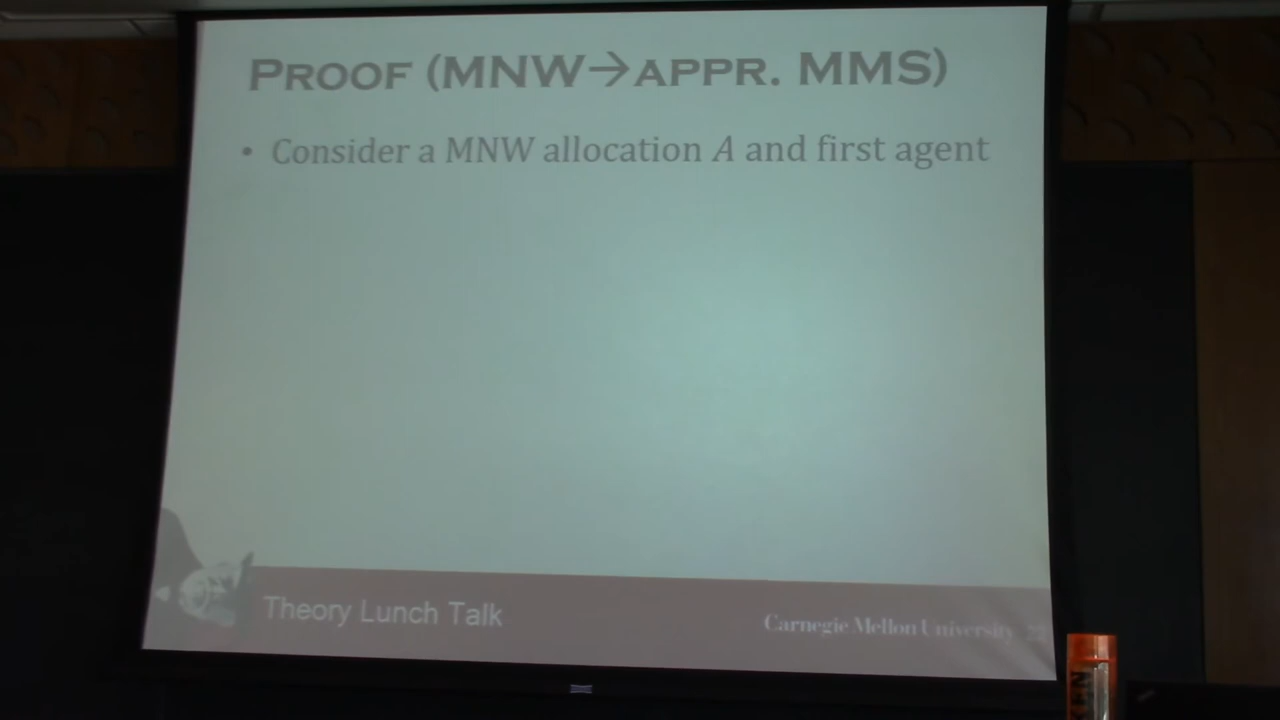 PROOF (MNW→APPR. MMS)
• Consider a MNW allocation A and first agent
Theory Lunch Talk
Carnegie Mellon University